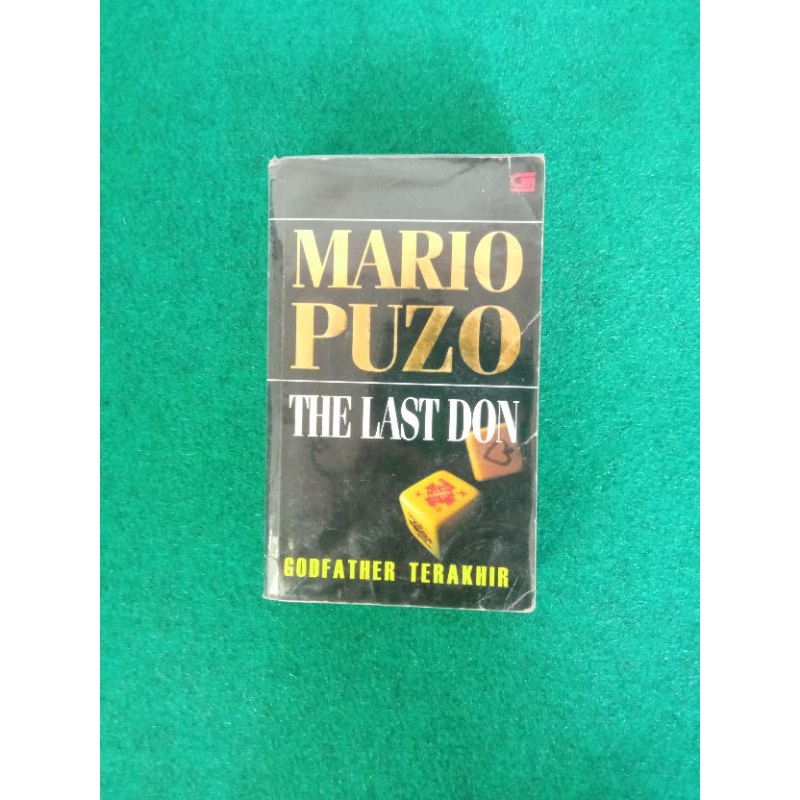 MARIO
PUZO
THE LAST DON
GODFATHER TERAKHIR